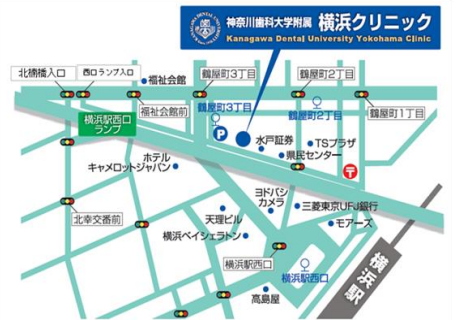 神奈川歯科大学附属 横浜クリニック
Kanagawa Dental University Yokohama Clinic
北楠橋入口
西口ランプ入口
福祉会館
鶴屋町3丁目
鶴屋町2丁目
横浜駅西口
ランプ
福祉会館前
鶴屋町3丁目
鶴屋町2丁目
鶴屋町1丁目
P
水戸証券
TSプラザ
県民センター
〒
ホテル
キャメロットジャパン
ヨドバシ
カメラ
三菱東京UFJ銀行
北幸交番前
天理ビル
モアーズ
横浜ベイシェラトン
横浜駅西口
横浜駅西口
横浜駅
高島屋